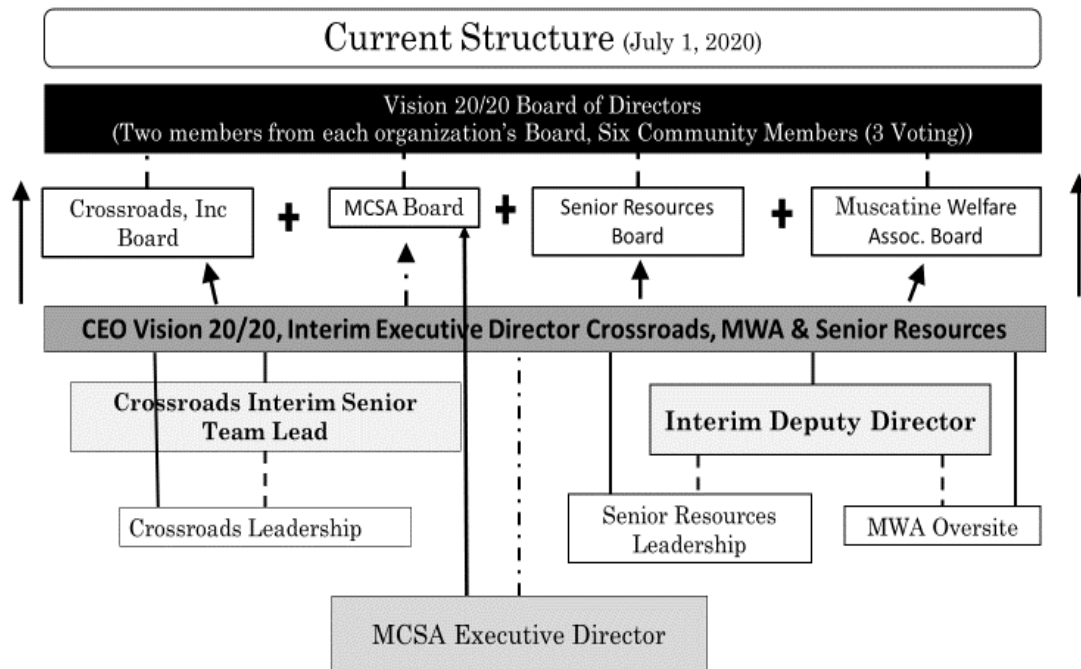 Current Structure (July 1, 2020)
Vision 20/20 Board of Directors
(Two members from each organization's Board, Six Community Members (3 Voting))
Crossroads, Inc
Board
+
MCSA Board
+
Senior Resources
Board
+
Muscatine Welfare
Assoc. Board
CEO Vision 20/20, Interim Executive Director Crossroads, MWA & Senior Resources
Crossroads Interim Senior
Team Lead
Interim Deputy Director
Crossroads Leadership
Senior Resources
Leadership
MWA Oversite
MCSA Executive Director